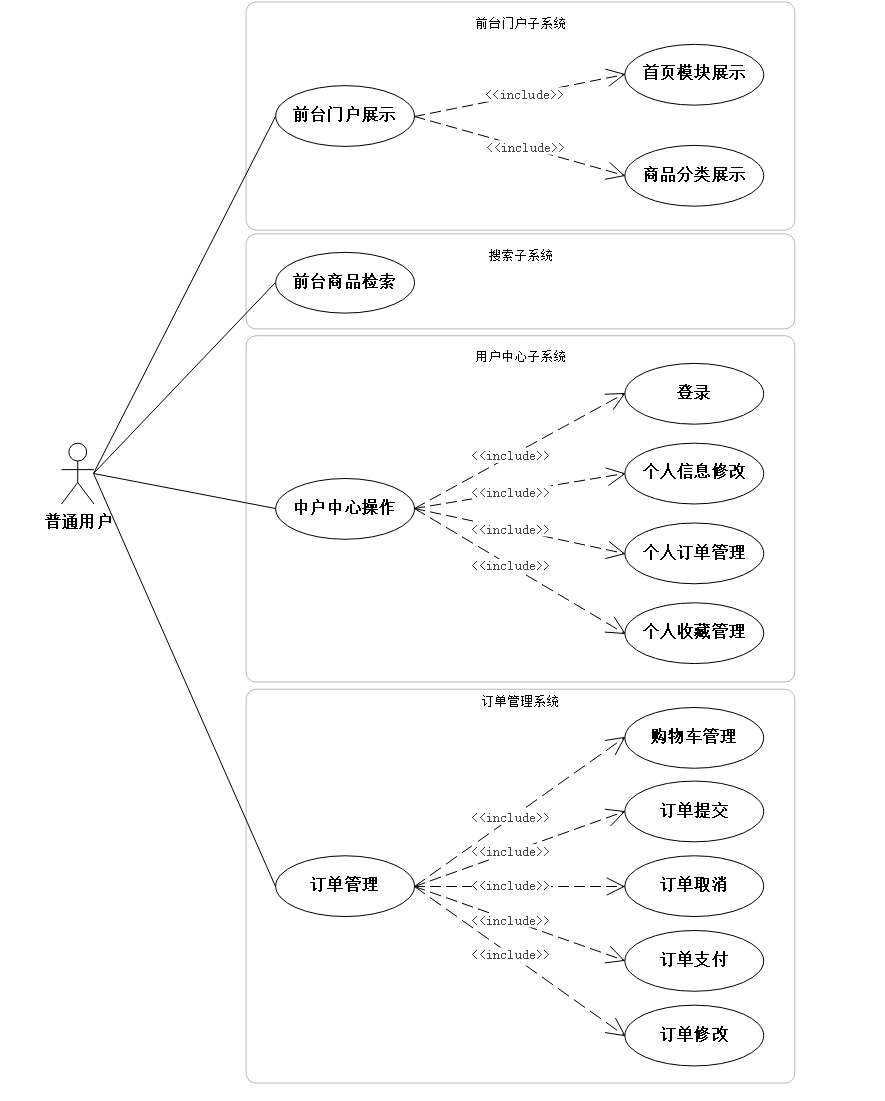 前台门户子系统
首页模块展示
<<include>>
前台门户展示
<<include>>
商品分类展示
搜索子系统
前台商品检索
用户中心子系统
登录
<<include>>
个人信息修改
<<include>>
中户中心操作
<<include>>
个人订单管理
<<include>>
个人收藏管理
普通用户
订单管理系统
购物车管理
<<include>>
订单提交
<<include>>
订单管理
<<include>>
订单取消
<<include>>
订单支付
<<include>>
订单修改